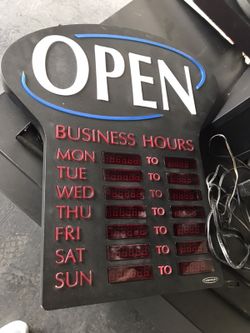 OPEN
BUSINESS HOURS
MON TO
TUE TO
WED TO
THU TO
FRI TO
SAT TO
SUN TO